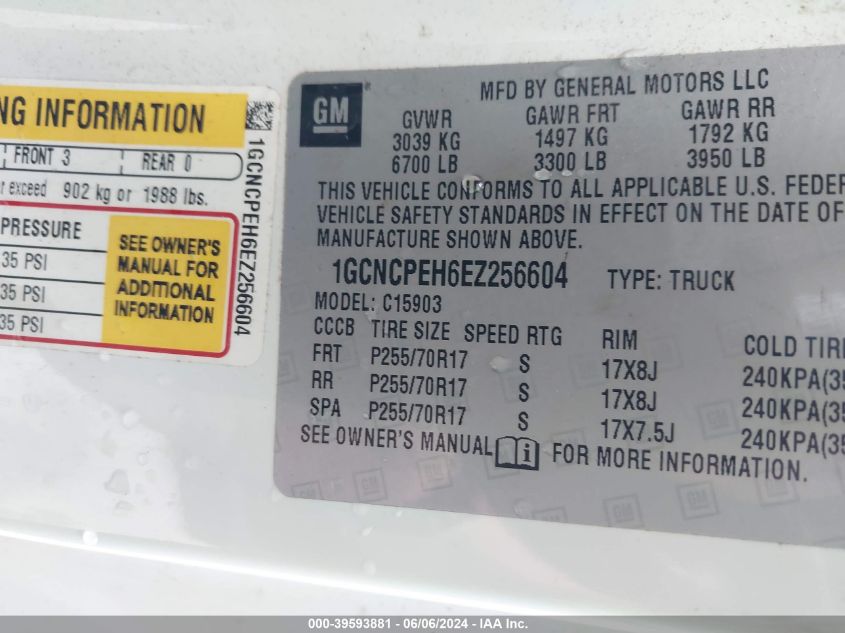 NG INFORMATION
FRONT 3 REAR 0
exceed 902 kg or 1988 lbs.
PRESSURE
35 PSI
35 PSI
35 PSI
SEE OWNER'S
MANUAL FOR
ADDITIONAL
INFORMATION
1GCNCPEH6EZ256604
GM
MFD BY GENERAL MOTORS LLC
GVWR GAWR FRT GAWR RR
3039 KG 1497 KG 1792 KG
6700 LB 3300 LB 3950 LB
THIS VEHICLE CONFORMS TO ALL APPLICABLE U.S. FEDER
VEHICLE SAFETY STANDARDS IN EFFECT ON THE DATE OF
MANUFACTURE SHOWN ABOVE.
1GCNCPEH6EZ256604 TYPE: TRUCK
MODEL: C15903
CCCB TIRE SIZE SPEED RTG RIM COLD TIRE
FRT P255/70R17 S 17X8J 240KPA(35
RR P255/70R17 S 17X8J 240KPA(35
SPA P255/70R17 S 17X7.5J 240KPA(35
SEE OWNER'S MANUAL FOR MORE INFORMATION.
000-39593881 - 06/06/2024 - IAA Inc.